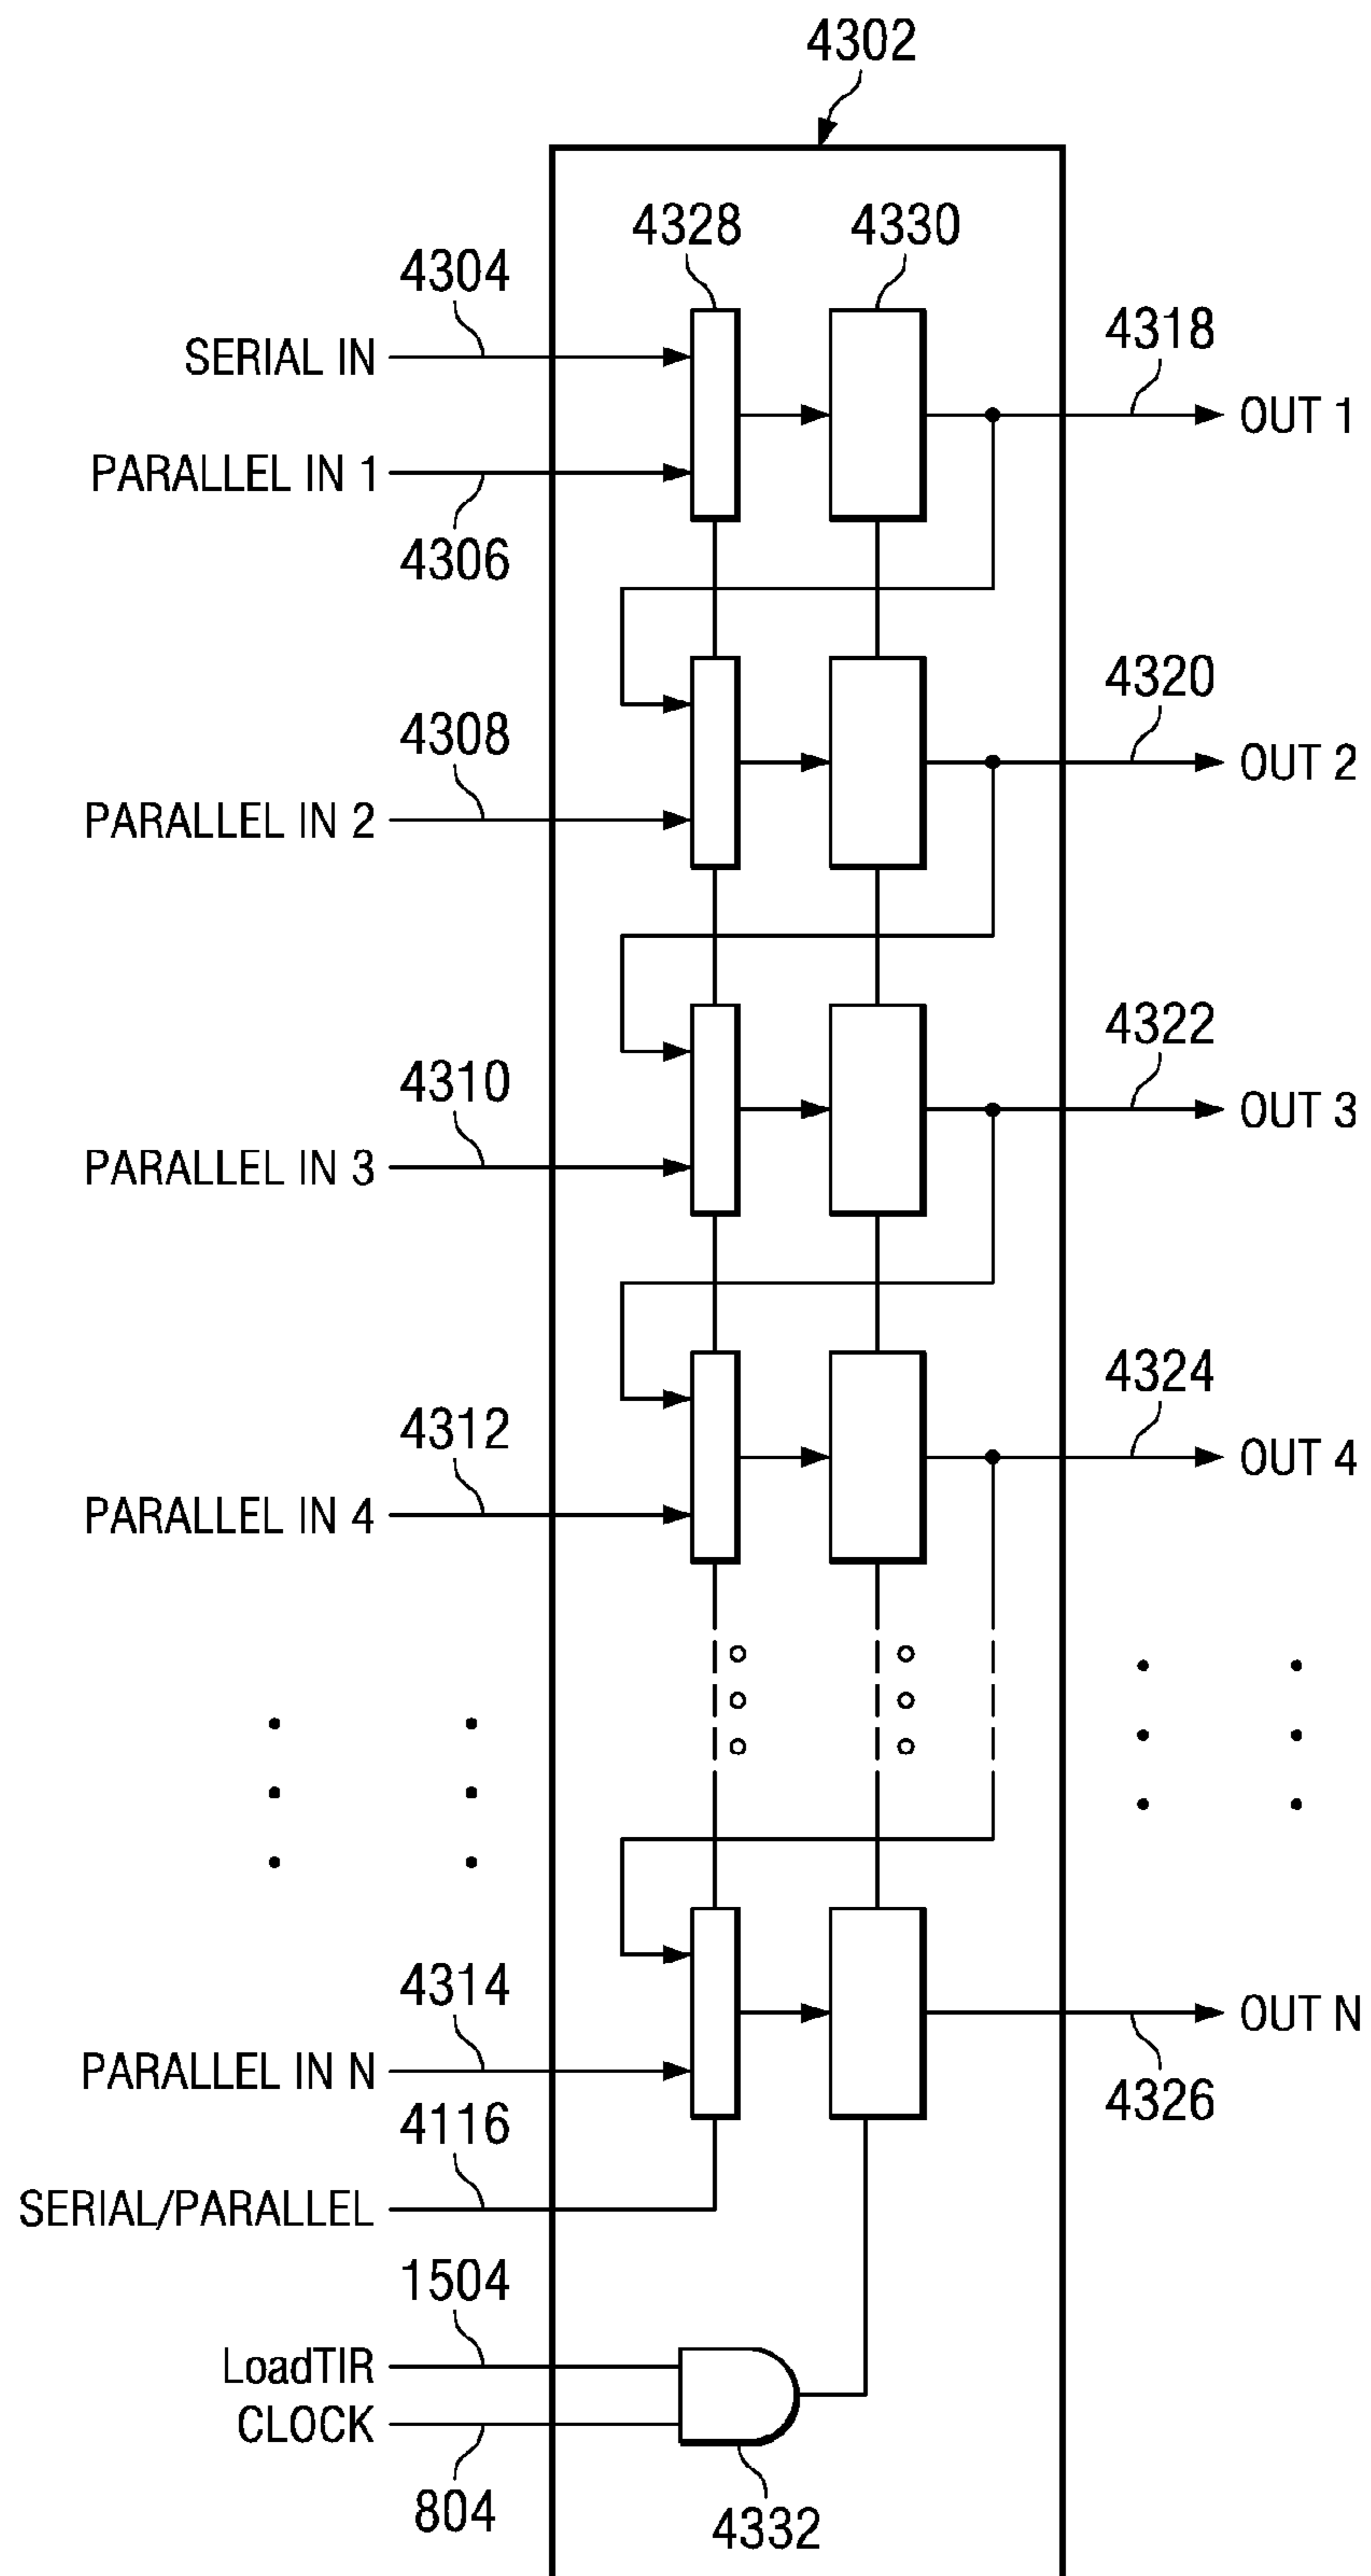 4302
4328
4330
4304
SERIAL IN
4318
OUT 1
PARALLEL IN 1
4306
4320
4308
OUT 2
PARALLEL IN 2
4322
4310
OUT 3
PARALLEL IN 3
4324
4312
OUT 4
PARALLEL IN 4
4314
OUT N
PARALLEL IN N
4326
4116
SERIAL/PARALLEL
1504
LoadTIR
CLOCK
804
4332